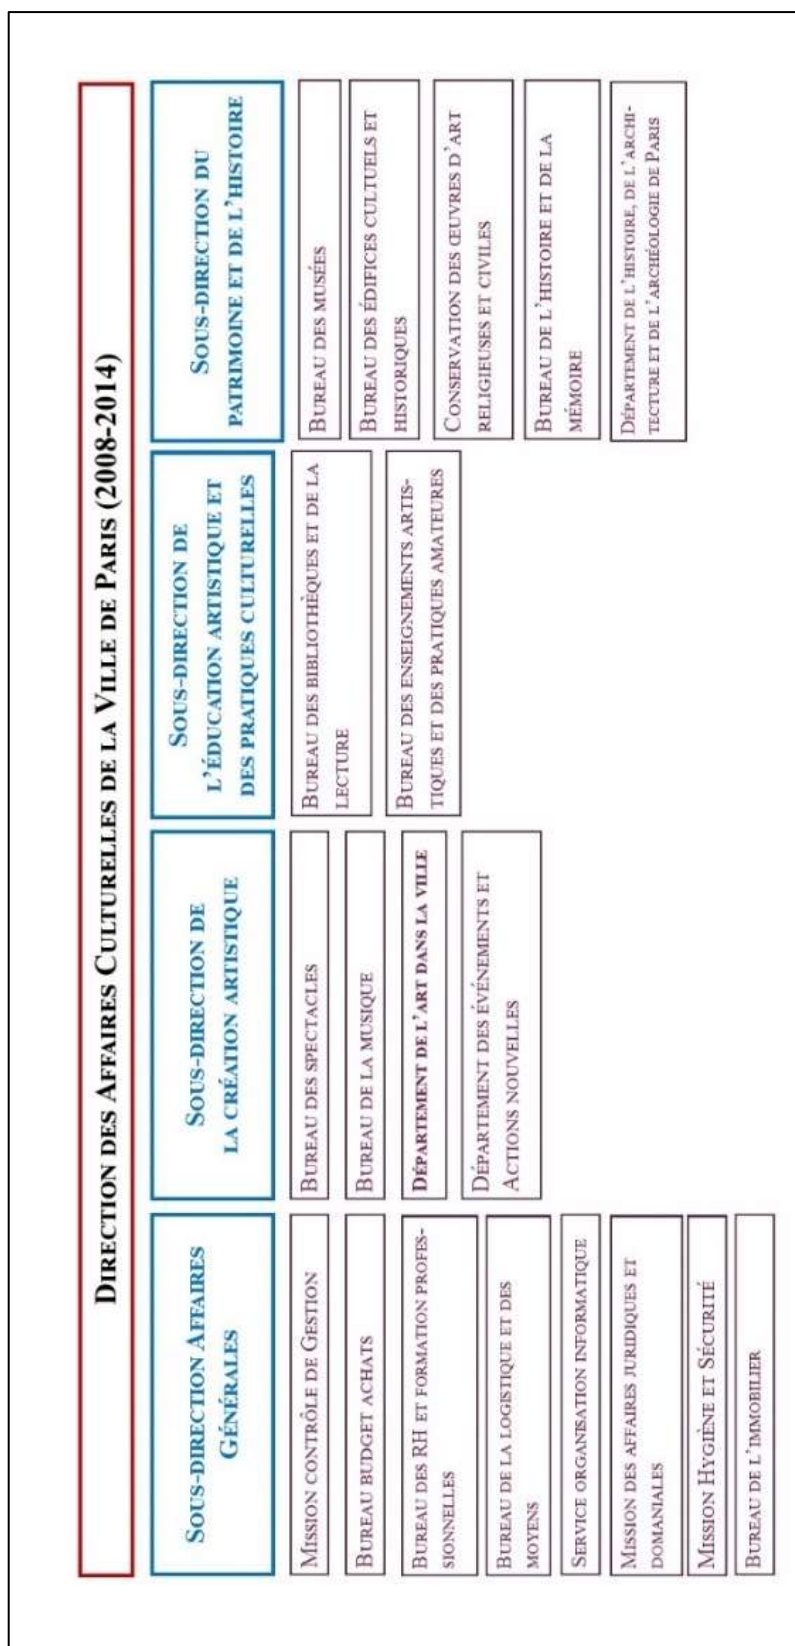 Direction des Affaires Culturelles de la Ville de Paris (2008-2014)
Sous-direction Affaires
Générales
Mission contrôle de Gestion
Bureau budget achats
Bureau des RH et formation profes-
sionnelles
Bureau de la logistique et des
moyens
Service organisation informatique
Mission des affaires juridiques et
domaniales
Mission Hygiène et Sécurité
Bureau de l'immobilier
Sous-direction de
la création artistique
Bureau des spectacles
Bureau de la musique
Département de l'art dans la ville
Département des événements et
Actions nouvelles
Sous-direction de
l'éducation artistique et
des pratiques culturelles
Bureau des bibliothèques et de la
lecture
Bureau des enseignements artis-
tiques et des pratiques amateures
Sous-direction du
patrimoine et de l'histoire
Bureau des musées
Bureau des édifices cultuels et
historiques
Conservation des œuvres d'art
religieuses et civiles
Bureau de l'histoire et de la
mémoire
Département de l'histoire, de l'archi-
tecture et de l'archéologie de Paris